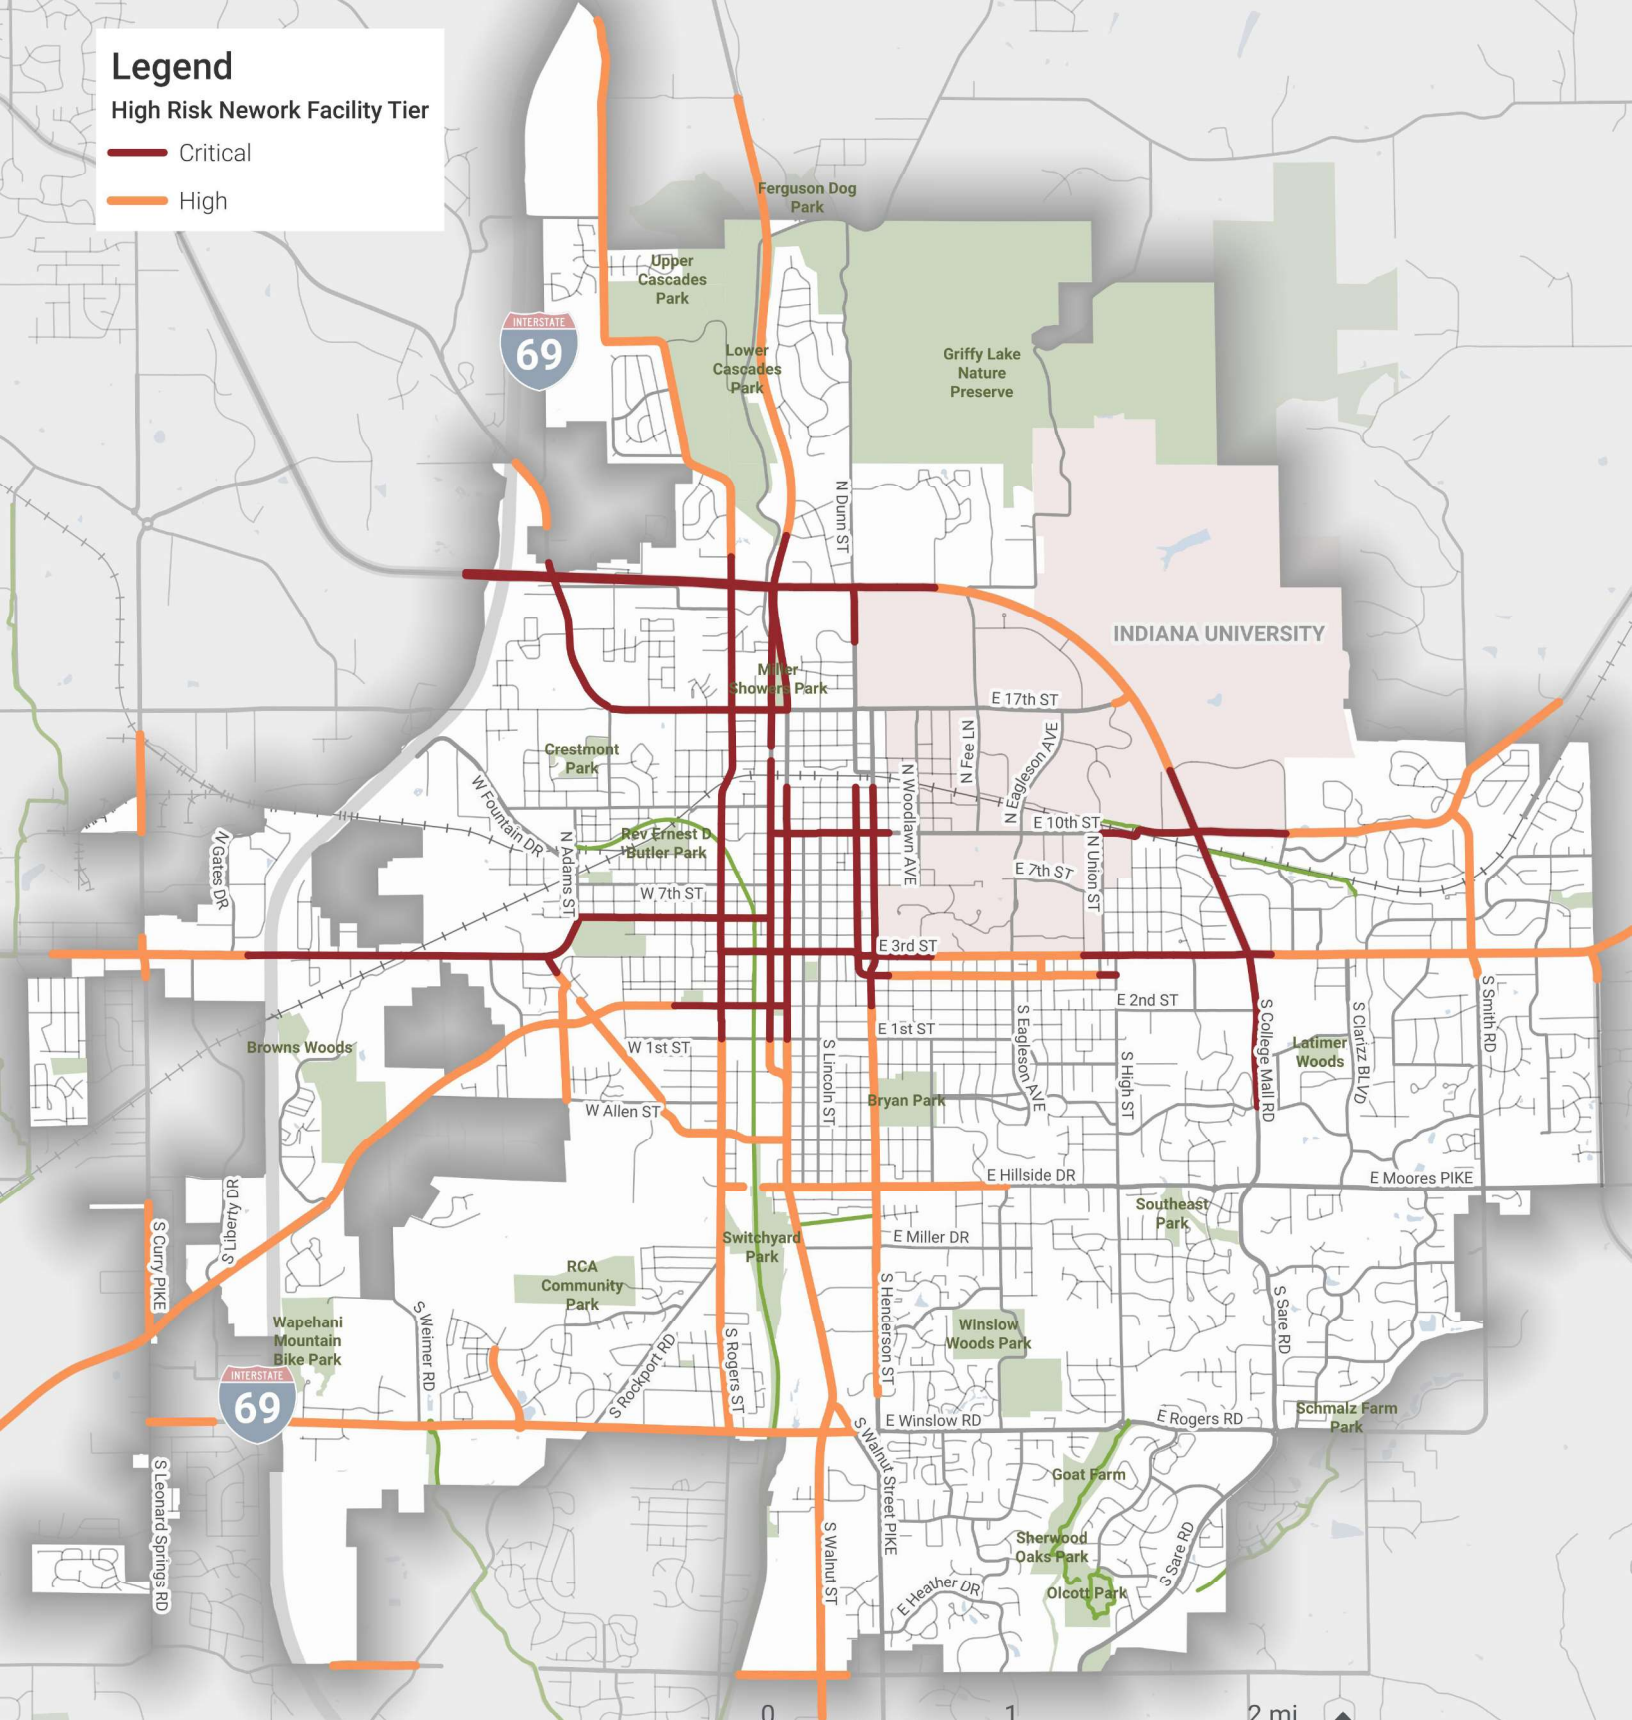 Legend
High Risk Nework Facility Tier
Critical
High
Ferguson Dog
Park
Upper
Cascades
Park
INTERSTATE
69
Lower
Cascades
Park
Griffy Lake
Nature
Preserve
N Dunn ST
INDIANA UNIVERSITY
Miller
Showers Park
E 17th ST
Crestmont
Park
N Fee LN
N Eagleson AVE
W Fountain DR
N Woodlawn AVE
E 10th ST
N Gates DR
N Adams ST
Rev Ernest D
Butler Park
N Union ST
E 7th ST
W 7th ST
E 3rd ST
E 2nd ST
S Smith RD
E 1st ST
S Eagleson AVE
S College Mall RD
S Clarizz BLVD
Browns Woods
W 1st ST
S Lincoln ST
Latimer
Woods
S High ST
Bryan Park
W Allen ST
E Hillside DR
E Moores PIKE
S Liberty DR
Southeast
Park
S Curry PIKE
Switchyard
Park
E Miller DR
RCA
Community
Park
S Henderson ST
S Sare RD
Wapehani
Mountain
Bike Park
S Weimer RD
S Rockport RD
S Rogers ST
Winslow
Woods Park
INTERSTATE
69
E Winslow RD
E Rogers RD
Schmalz Farm
Park
S Walnut Street PIKE
S Leonard Springs RD
Goat Farm
S Walnut ST
Sherwood
Oaks Park
S Sare RD
E Heather DR
Olcott Park
0
1
2 mi